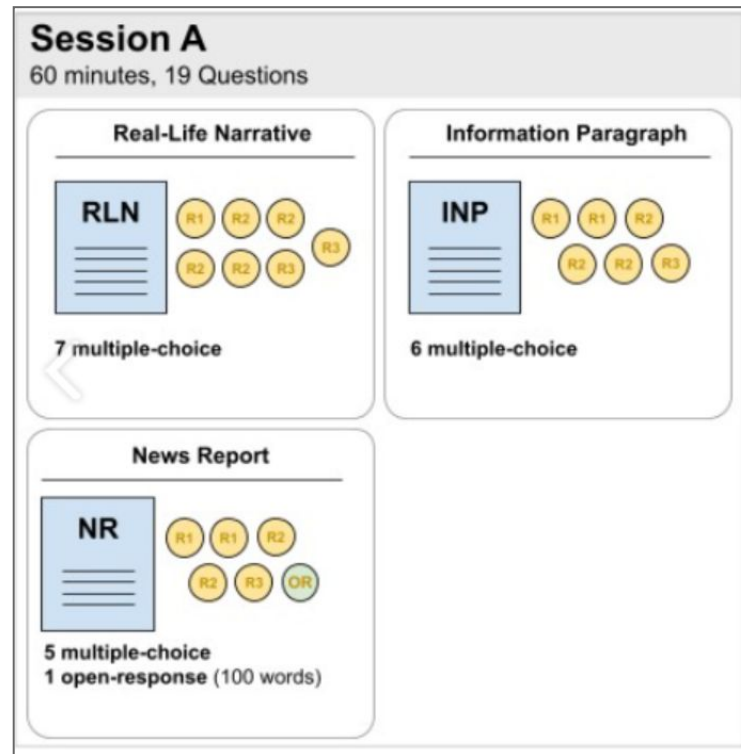 Session A
60 minutes, 19 Questions
Real-Life Narrative
RLN
R1 R2 R2
R3
R2 R2 R3
7 multiple-choice
Information Paragraph
INP
R1 R1 R2
R2 R2 R3
6 multiple-choice
News Report
NR
R1 R1 R2
R2 R3 OR
5 multiple-choice
1 open-response (100 words)